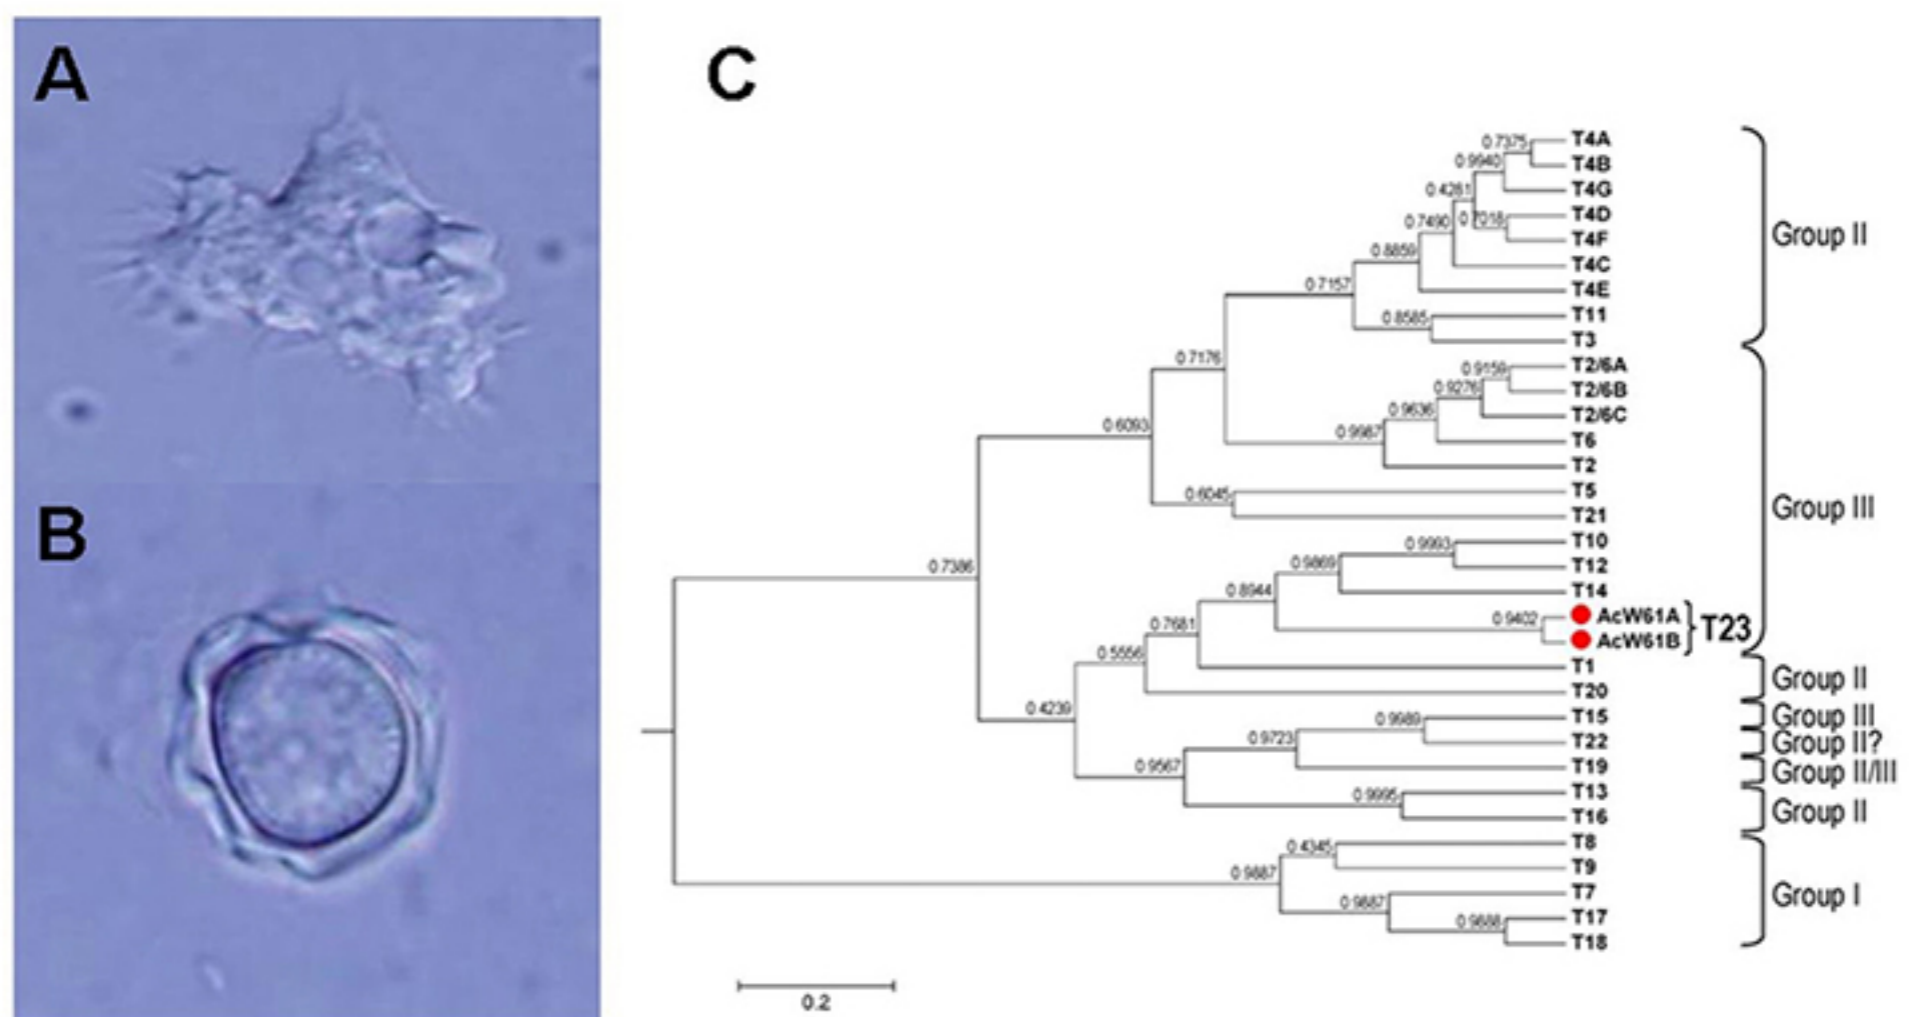 A
B
C
0.7375
T4A
0.9940
T4B
0.4281
T4G
0.7490
0.7018
T4D
T4F
0.8859
T4C
0.7157
T4E
0.8585
T11
T3
0.7176
0.9159
T2/6A
0.9276
T2/6B
0.9636
T2/6C
0.6093
0.9987
T6
T2
0.6045
T5
T21
0.9993
T10
0.7386
0.9869
T12
0.8944
T14
0.7681
0.9402
AcW61A
AcW61B
T23
0.5556
T1
T20
0.4239
0.9989
T15
0.9723
T22
0.9567
T19
0.9995
T13
T16
0.4345
T8
0.9887
T9
0.9887
T7
0.9888
T17
T18
Group II
Group III
Group II
Group III
Group II?
Group II/III
Group II
Group I
0.2